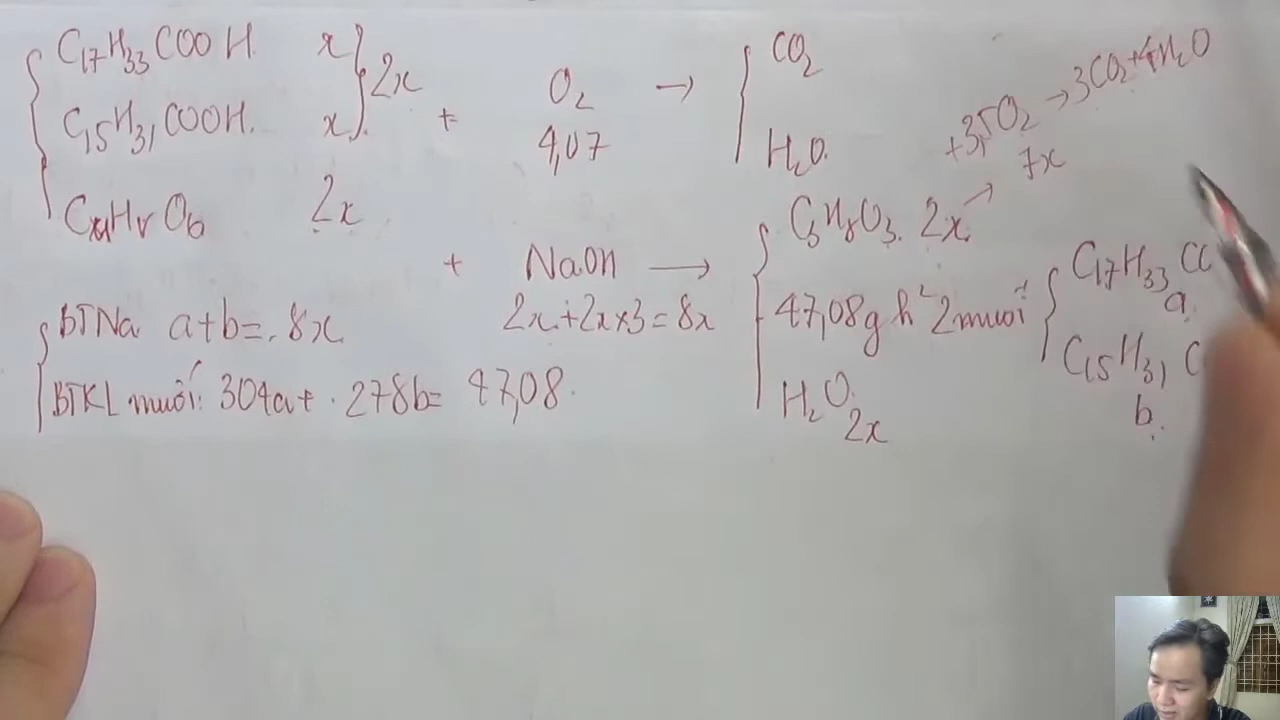 C17H33COOH x } 2x
C15H31COOH. x
CuHvO6 2x
+ O2 → { CO2
4,07 H2O.
+3,5O2 → 3CO2+4H2O
7x
C3H8O3. 2x
+ NaOH →
2x+2x×3=8x
47,08g h² 2 muối
C17H33
a.
C15H31
b.
H2O.
2x
BTNa a+b=.8x
BTKL muối: 304a+ . 278b= 47,08.